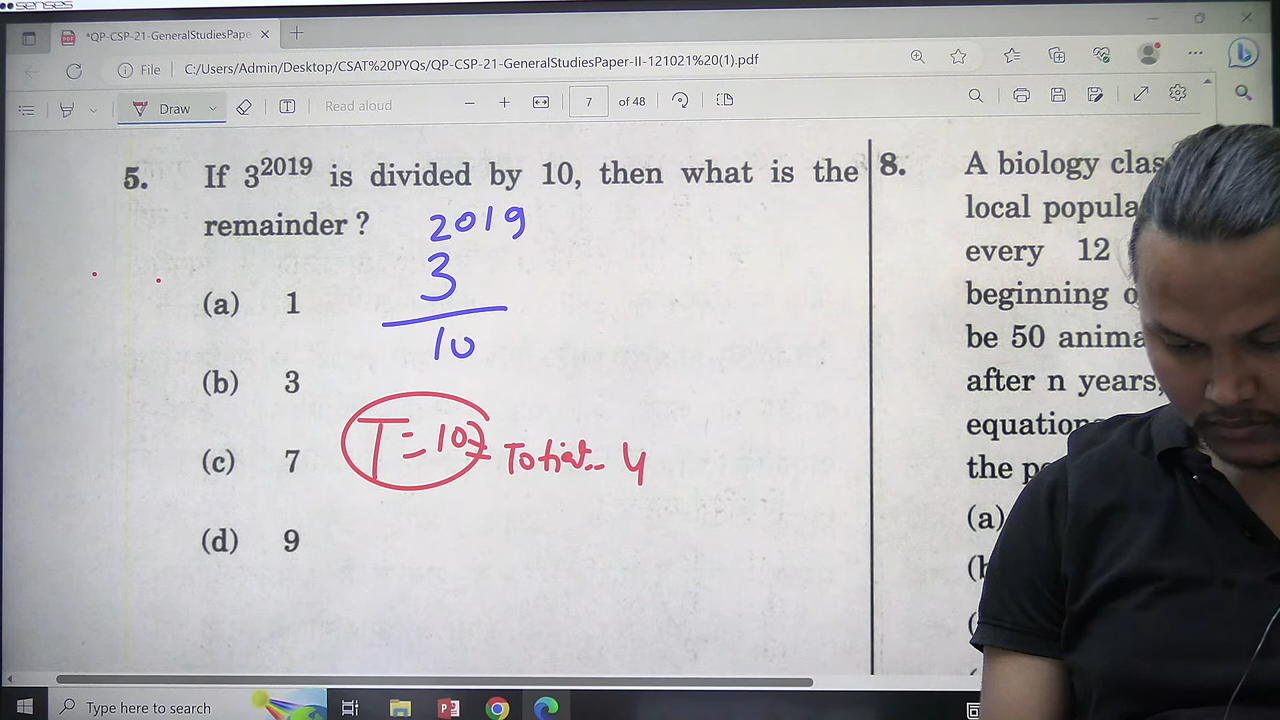 senses
*QP-CSP-21-GeneralStudiesPape
File C:/Users/Admin/Desktop/CSAT%20PYQs/QP-CSP-21-GeneralStudiesPaper-II-121021%20(1).pdf
Draw
Read aloud
7 of 48
5. If 3^2019 is divided by 10, then what is the
remainder ?
2019
3
10
(a) 1
(b) 3
(c) 7
(d) 9
T = 10
4
8. A biology clas
local popula
every 12
beginning o
be 50 anima
after n years,
equation
the po
(a)
(b
(
Type here to search